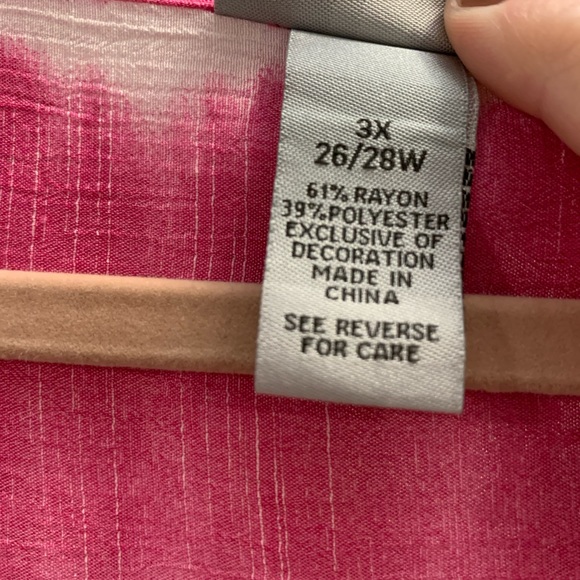 3X
26/28W
61% RAYON
39%POLYESTER
EXCLUSIVE OF
DECORATION
MADE IN
CHINA
SEE REVERSE
FOR CARE